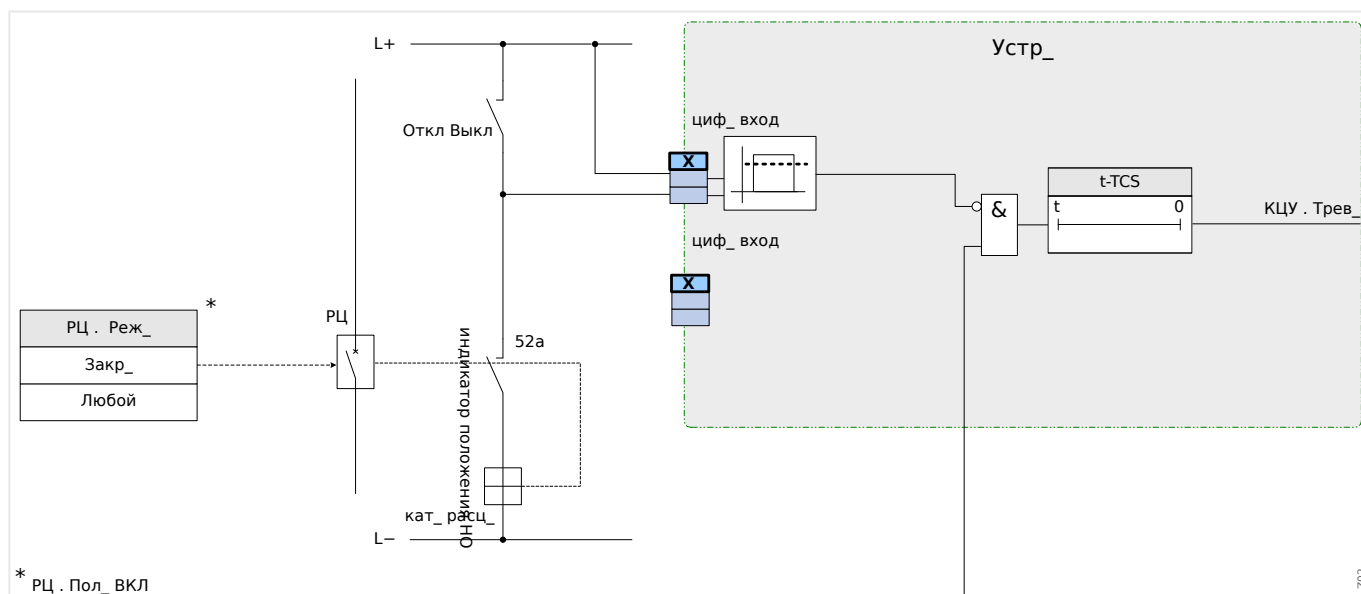 L+
Устр_
циф_ вход
Откл Выкл
X
t-TCS
t
0
&
КЦУ . Трев_
циф_ вход
X
*
РЦ . Реж_
Закр_
Любой
РЦ
52a
индикатор положения НО
кат_ расц_
L−
* РЦ . Пол_ ВКЛ